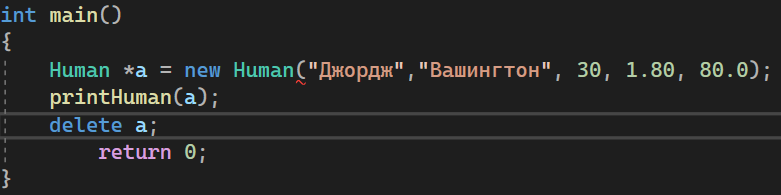 int main()
{
Human *a = new Human("Джордж","Вашингтон", 30, 1.80, 80.0);
printHuman(a);
delete a;
return 0;
}